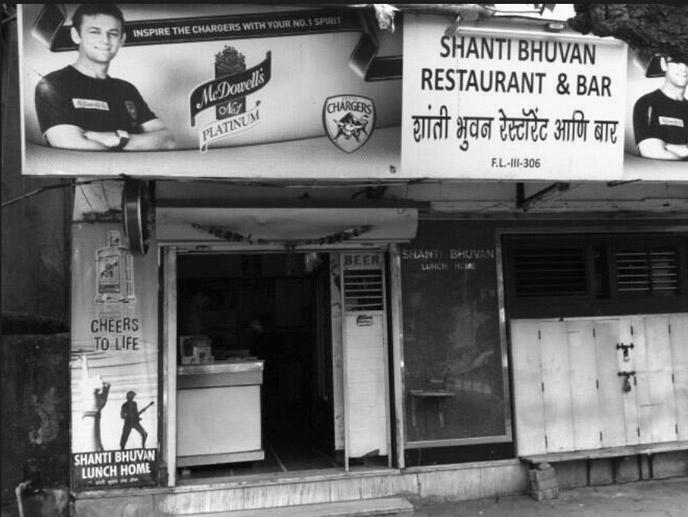 INSPIRE THE CHARGERS WITH YOUR NO.1 SPIRIT
McDowell's
No.1
PLATINUM
CHARGERS
SHANTI BHUVAN
RESTAURANT & BAR
शांती भुवन रेस्टॉरेंट आणि बार
F.L.-III-306
BEER
SHANTI BHUVAN
LUNCH HOME
CHEERS
TO LIFE
SHANTI BHUVAN
LUNCH HOME
शांती भुवन लंच होम